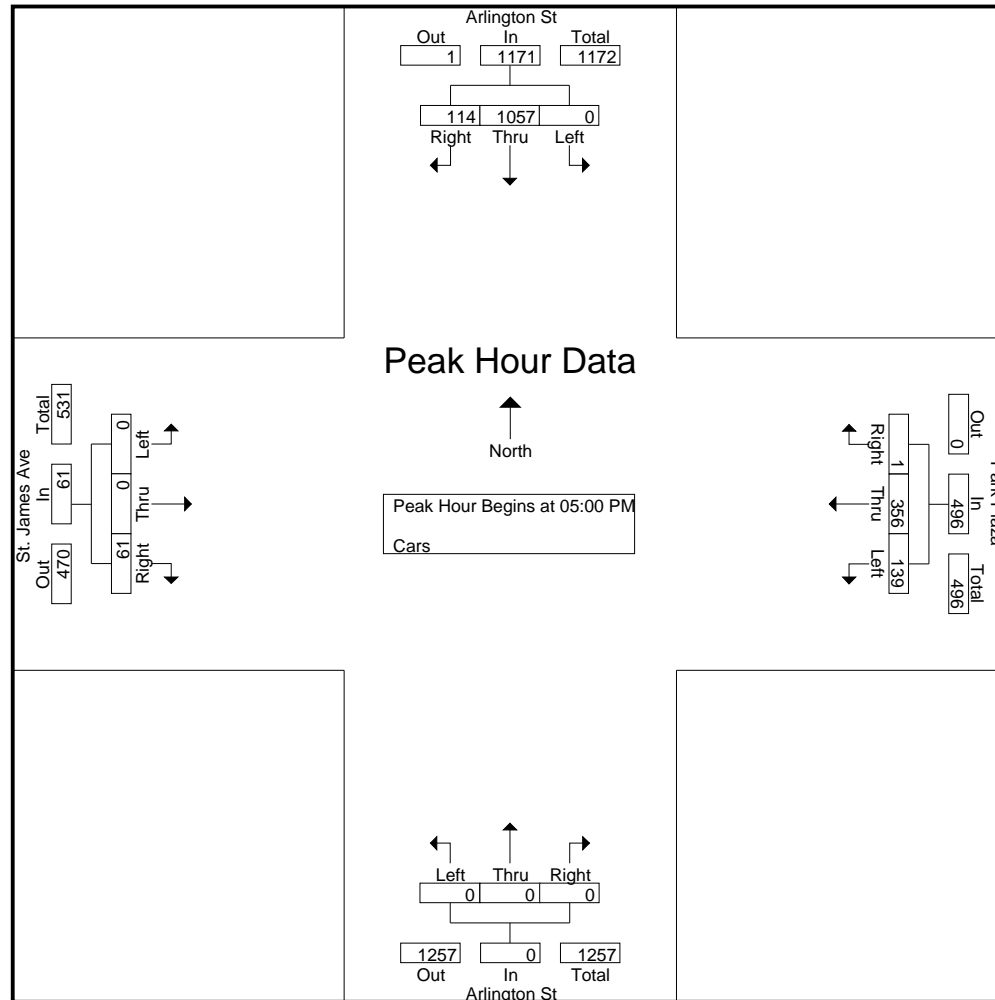 Arlington St
Out In Total
1 1171 1172
114 1057 0
Right Thru Left
Peak Hour Data
North
Peak Hour Begins at 05:00 PM
Cars
St. James Ave
Total In Out
531 61 470
0 0 61
Left Thru Right
Right Thru Left
1 356 139
Out In Total
0 496 496
Park Plaza
Left Thru Right
0 0 0
1257 0 1257
Out In Total
Arlington St